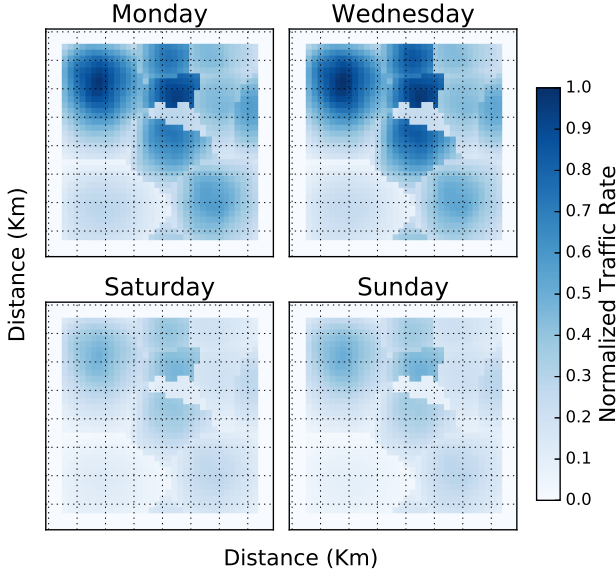 Monday
Wednesday
Saturday
Sunday
Distance (Km)
Distance (Km)
1.0
0.9
0.8
0.7
0.6
0.5
0.4
0.3
0.2
0.1
0.0
Normalized Traffic Rate